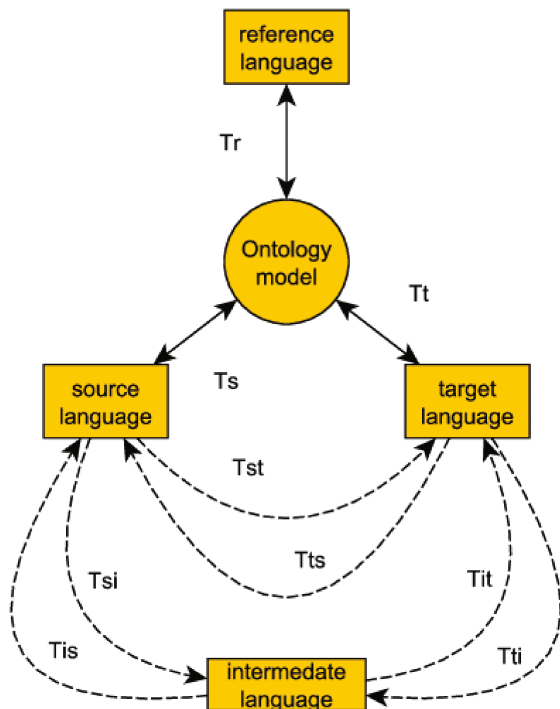 reference
language
Tr
Ontology
model
Tt
source
language
Ts
target
language
Tst
Tts
Tsi
Tit
Tis
Tti
intermedate
language